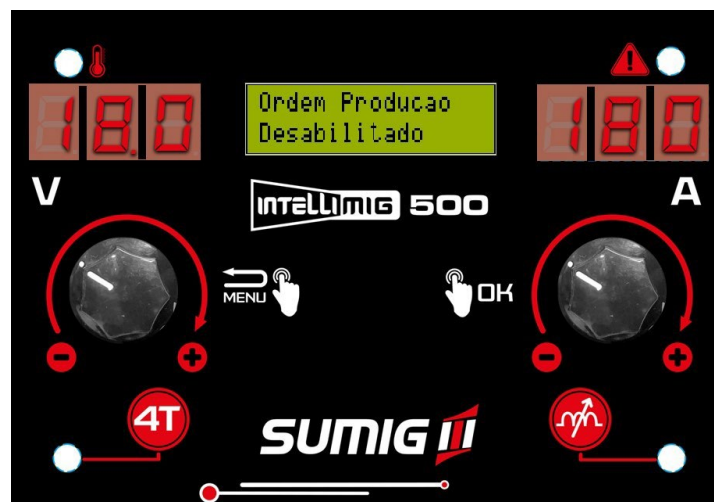 18.0
Ordem Producao
Desabilitado
180
V
A
INTELLIMIG 500
MENU
OK
4T
SUMIG